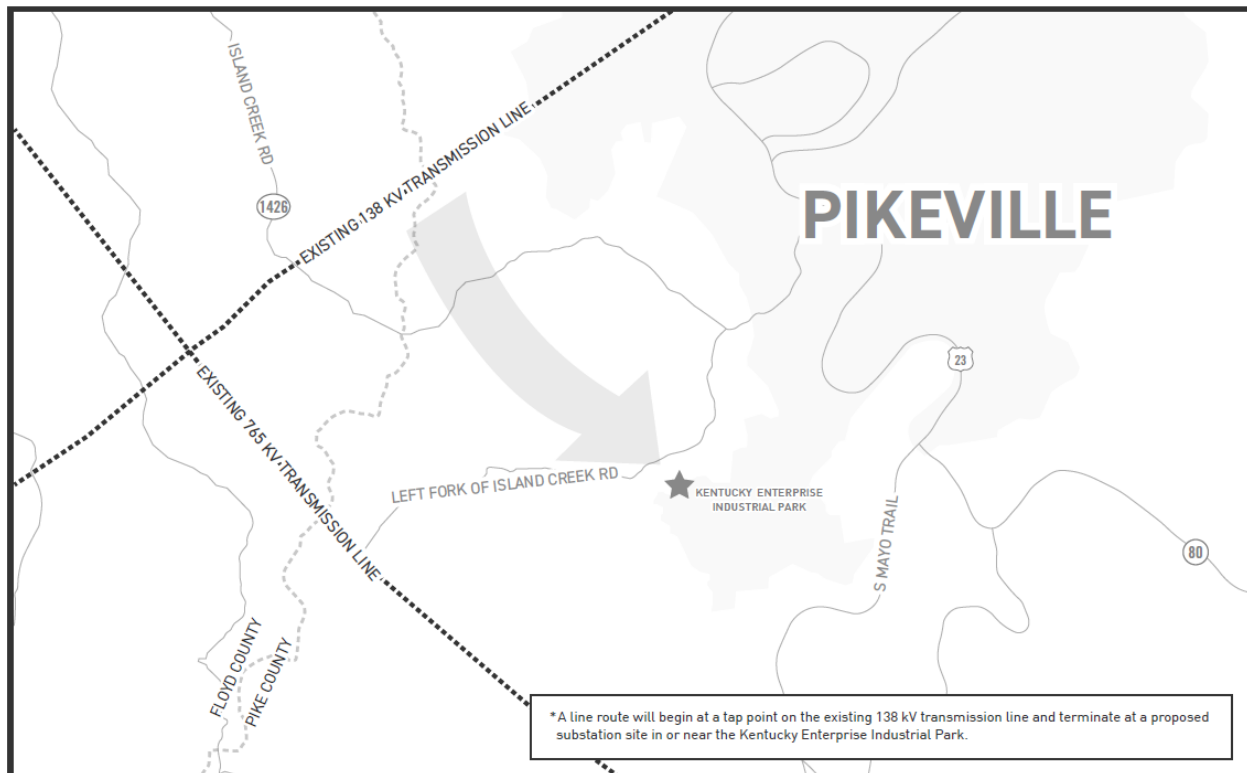 ISLAND CREEK RD
1426
EXISTING 138 KV TRANSMISSION LINE
PIKEVILLE
23
EXISTING 765 KV TRANSMISSION LINE
LEFT FORK OF ISLAND CREEK RD
KENTUCKY ENTERPRISE
INDUSTRIAL PARK
S MAYO TRAIL
80
FLOYD COUNTY
PIKE COUNTY
*A line route will begin at a tap point on the existing 138 kV transmission line and terminate at a proposed
substation site in or near the Kentucky Enterprise Industrial Park.